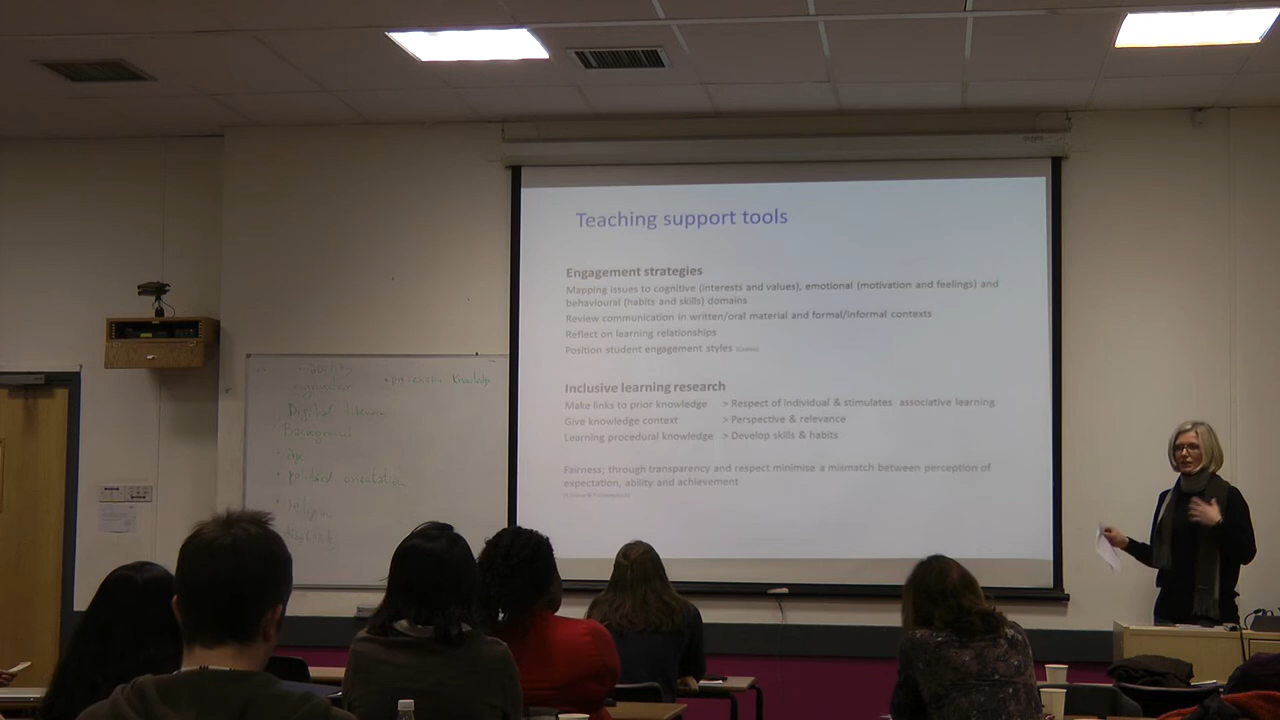 Teaching support tools
Engagement strategies
Mapping issues to cognitive (interests and values), emotional (motivation and feelings) and
behavioural (habits and skills) domains
Review communication in written/oral material and formal/informal contexts
Reflect on learning relationships
Position student engagement styles
Inclusive learning research
Make links to prior knowledge > Respect of individual & stimulates associative learning
Give knowledge context > Perspective & relevance
Learning procedural knowledge > Develop skills & habits
Fairness; through transparency and respect minimise a mismatch between perception of
expectation, ability and achievement
gender
knowledge
Digital
Background
• age
• political orientation